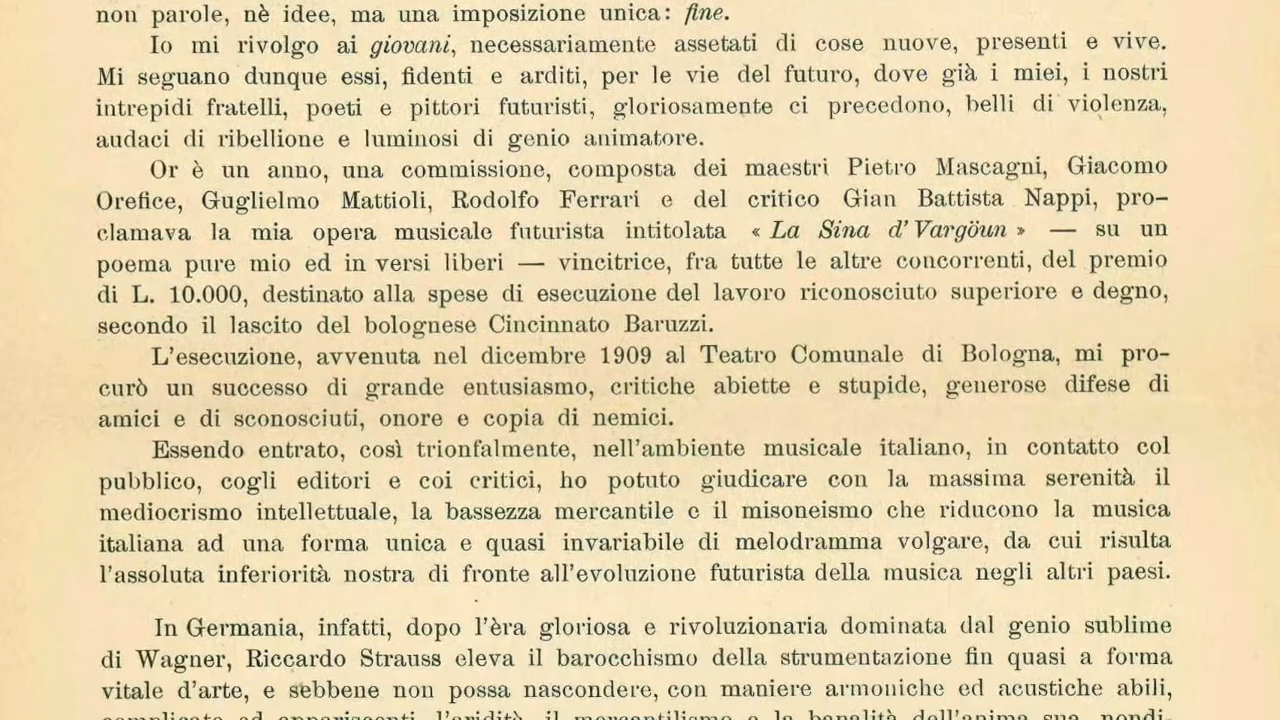 non parole, nè idee, ma una imposizione unica: fine.
Io mi rivolgo ai giovani, necessariamente assetati di cose nuove, presenti e vive.
Mi seguano dunque essi, fidenti e arditi, per le vie del futuro, dove già i miei, i nostri
intrepidi fratelli, poeti e pittori futuristi, gloriosamente ci precedono, belli di violenza,
audaci di ribellione e luminosi di genio animatore.
Or è un anno, una commissione, composta dei maestri Pietro Mascagni, Giacomo
Orefice, Guglielmo Mattioli, Rodolfo Ferrari e del critico Gian Battista Nappi, pro-
clamava la mia opera musicale futurista intitolata « La Sina d'Vargöun » — su un
poema pure mio ed in versi liberi — vincitrice, fra tutte le altre concorrenti, del premio
di L. 10.000, destinato alla spese di esecuzione del lavoro riconosciuto superiore e degno,
secondo il lascito del bolognese Cincinnato Baruzzi.
L'esecuzione, avvenuta nel dicembre 1909 al Teatro Comunale di Bologna, mi pro-
curò un successo di grande entusiasmo, critiche abiette e stupide, generose difese di
amici e di sconosciuti, onore e copia di nemici.
Essendo entrato, così trionfalmente, nell'ambiente musicale italiano, in contatto col
pubblico, cogli editori e coi critici, ho potuto giudicare con la massima serenità il
mediocrismo intellettuale, la bassezza mercantile e il misoneismo che riducono la musica
italiana ad una forma unica e quasi invariabile di melodramma volgare, da cui risulta
l'assoluta inferiorità nostra di fronte all'evoluzione futurista della musica negli altri paesi.
In Germania, infatti, dopo l'èra gloriosa e rivoluzionaria dominata dal genio sublime
di Wagner, Riccardo Strauss eleva il barocchismo della strumentazione fin quasi a forma
vitale d'arte, e sebbene non possa nascondere, con maniere armoniche ed acustiche abili,
complicate ed appariscenti, l'aridità, il mercantilismo e la banalità dell'anima sua, nondi-